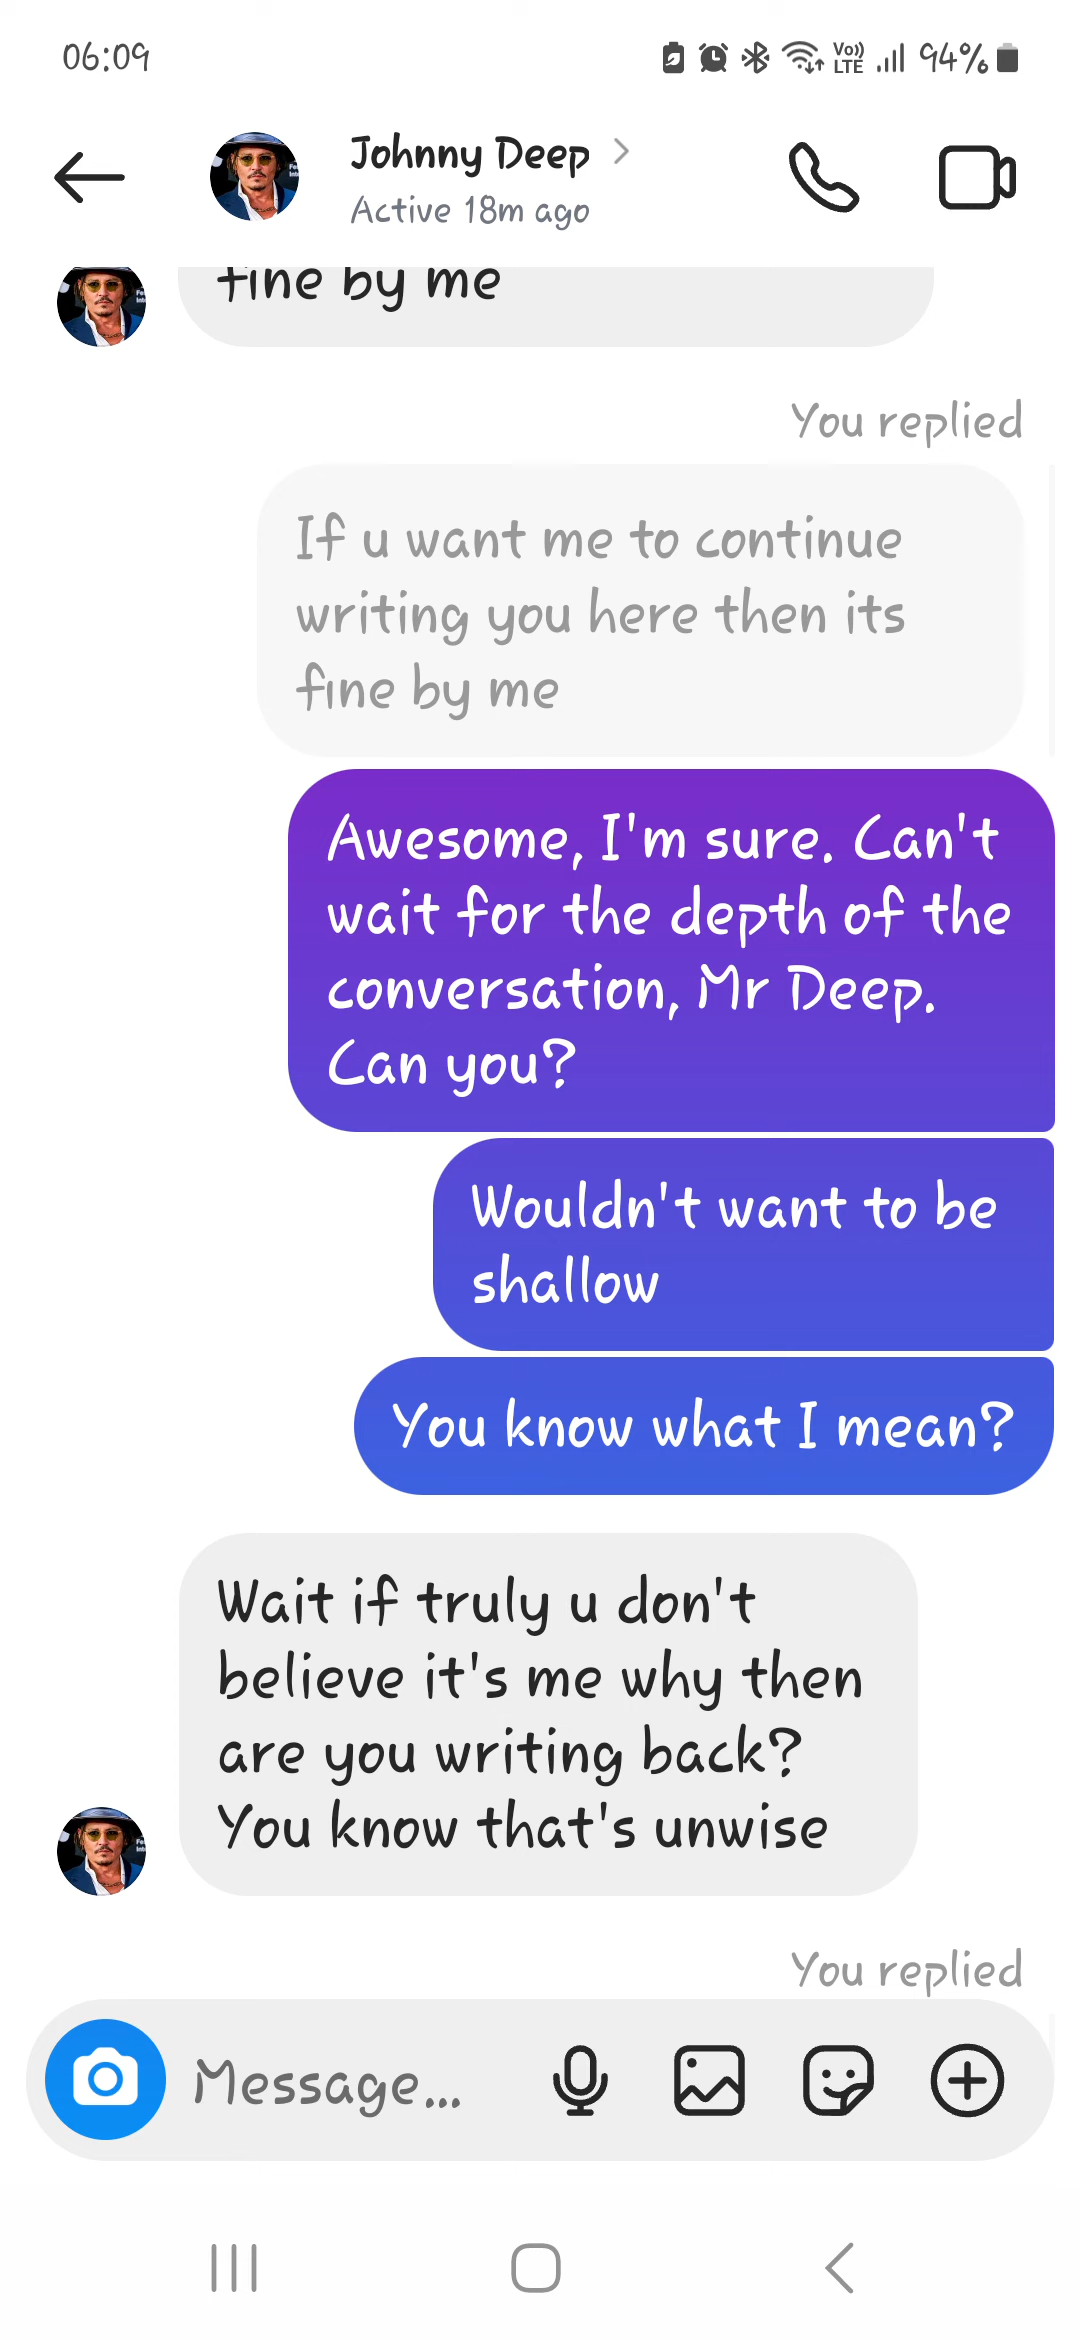 06:09
Vo)) LTE 94%
Johnny Deep
Active 18m ago
fine by me
You replied
If u want me to continue
writing you here then its
fine by me
Awesome, I'm sure. Can't
wait for the depth of the
conversation, Mr Deep.
Can you?
Wouldn't want to be
shallow
You know what I mean?
Wait if truly u don't
believe it's me why then
are you writing back?
You know that's unwise
You replied
Message...